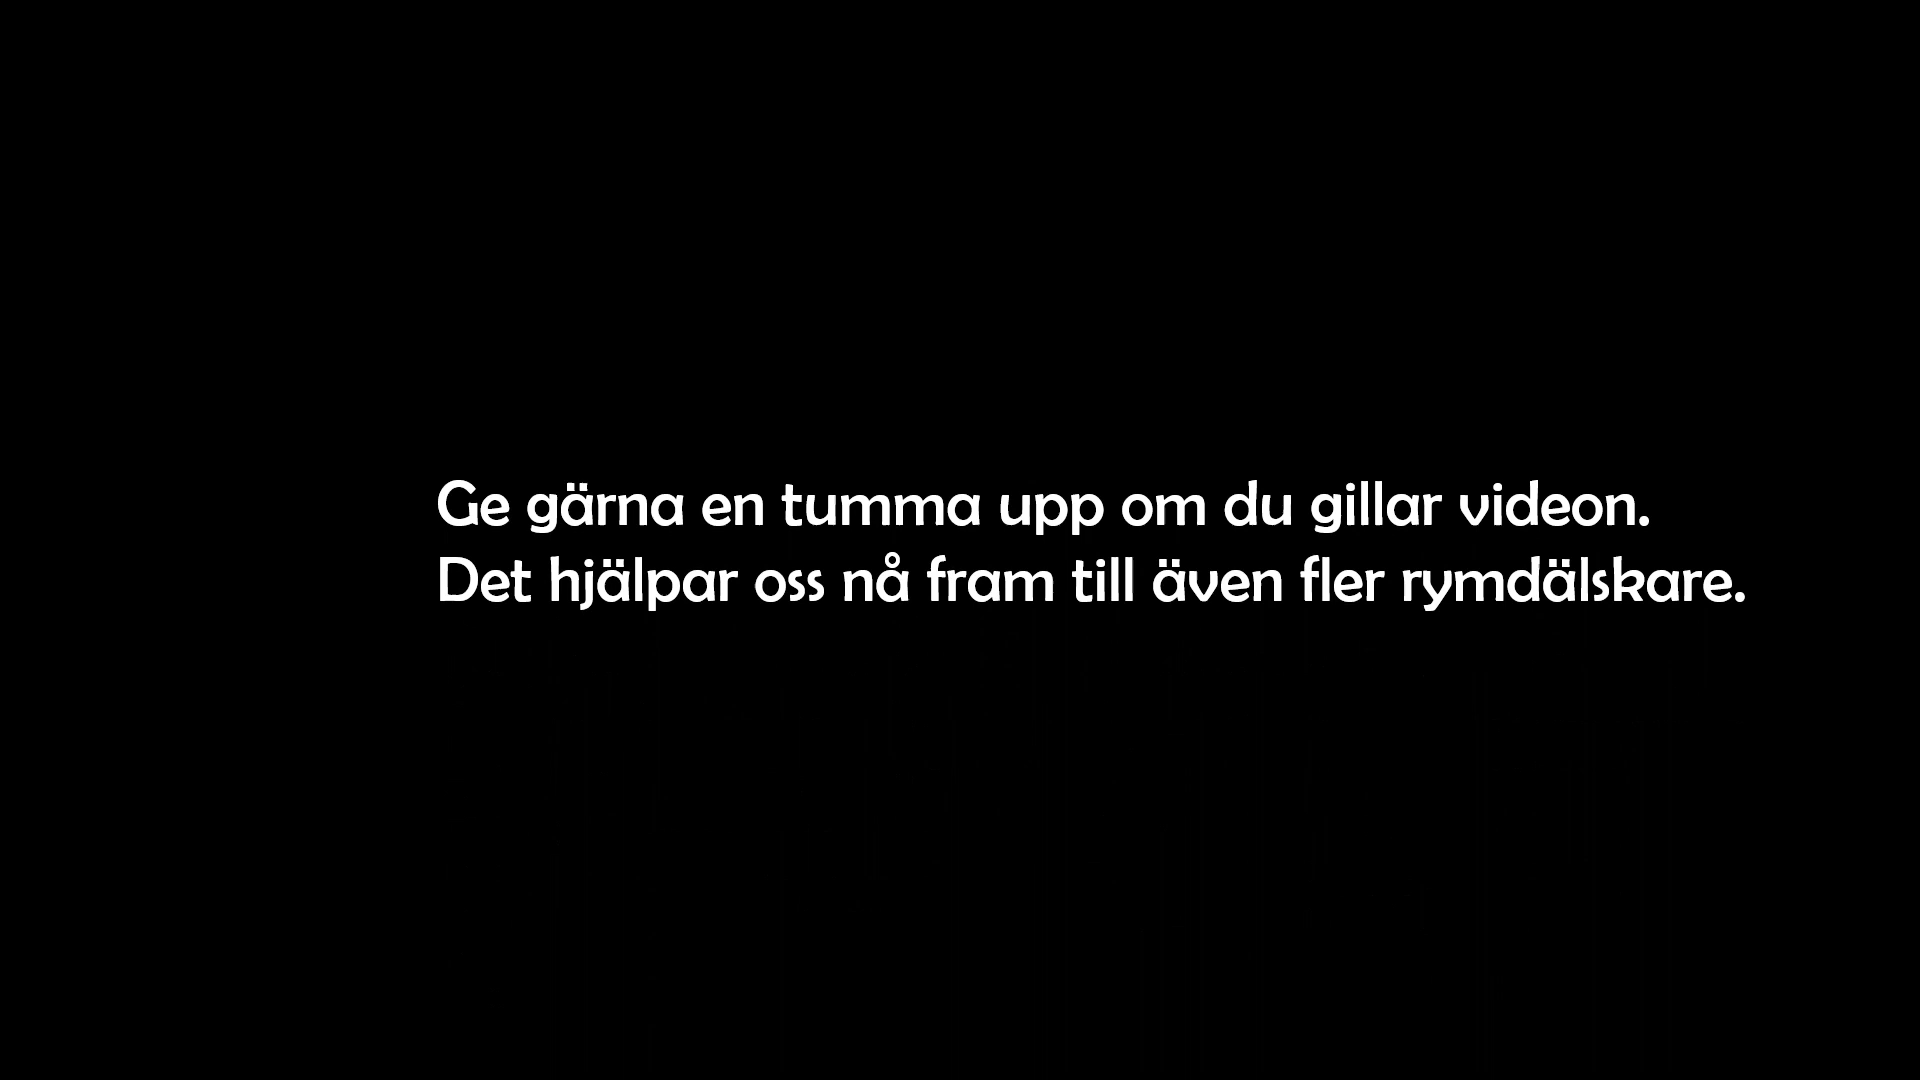 Ge gärna en tumma upp om du gillar videon.
Det hjälpar oss nå fram till även fler rymdälskare.